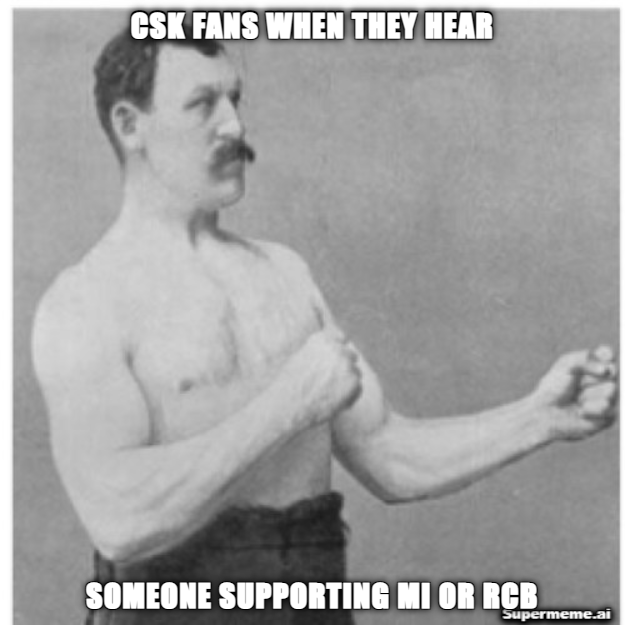 CSK FANS WHEN THEY HEAR
SOMEONE SUPPORTING MI OR RCB
Supermeme.ai